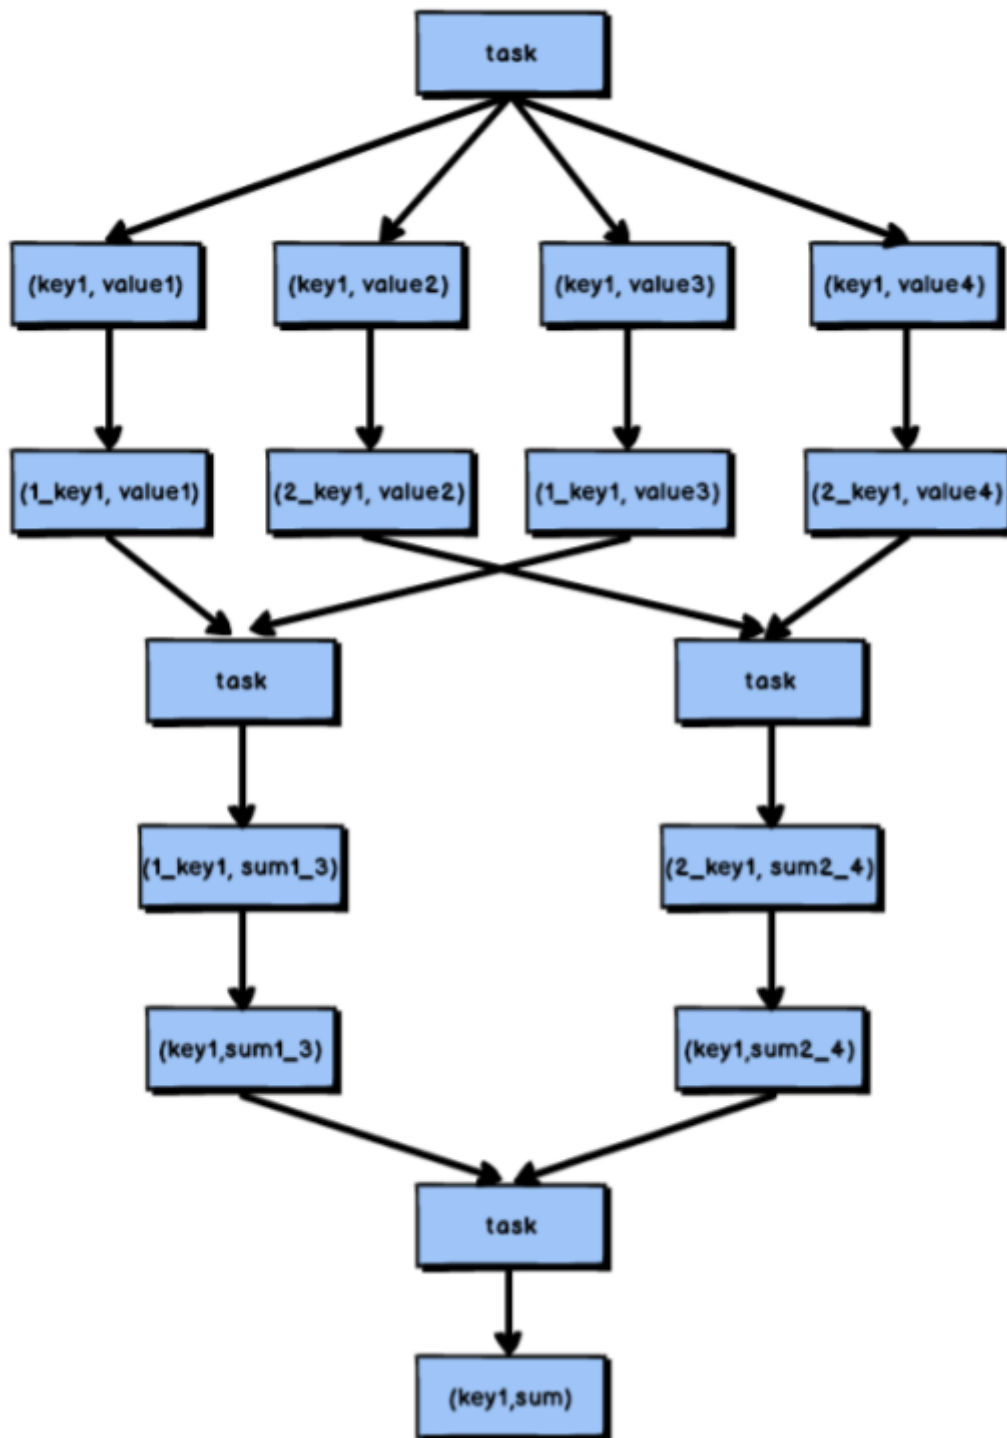 task
(key1, value1)
(key1, value2)
(key1, value3)
(key1, value4)
(1_key1, value1)
(2_key1, value2)
(1_key1, value3)
(2_key1, value4)
task
task
(1_key1, sum1_3)
(2_key1, sum2_4)
(key1,sum1_3)
(key1,sum2_4)
task
(key1,sum)